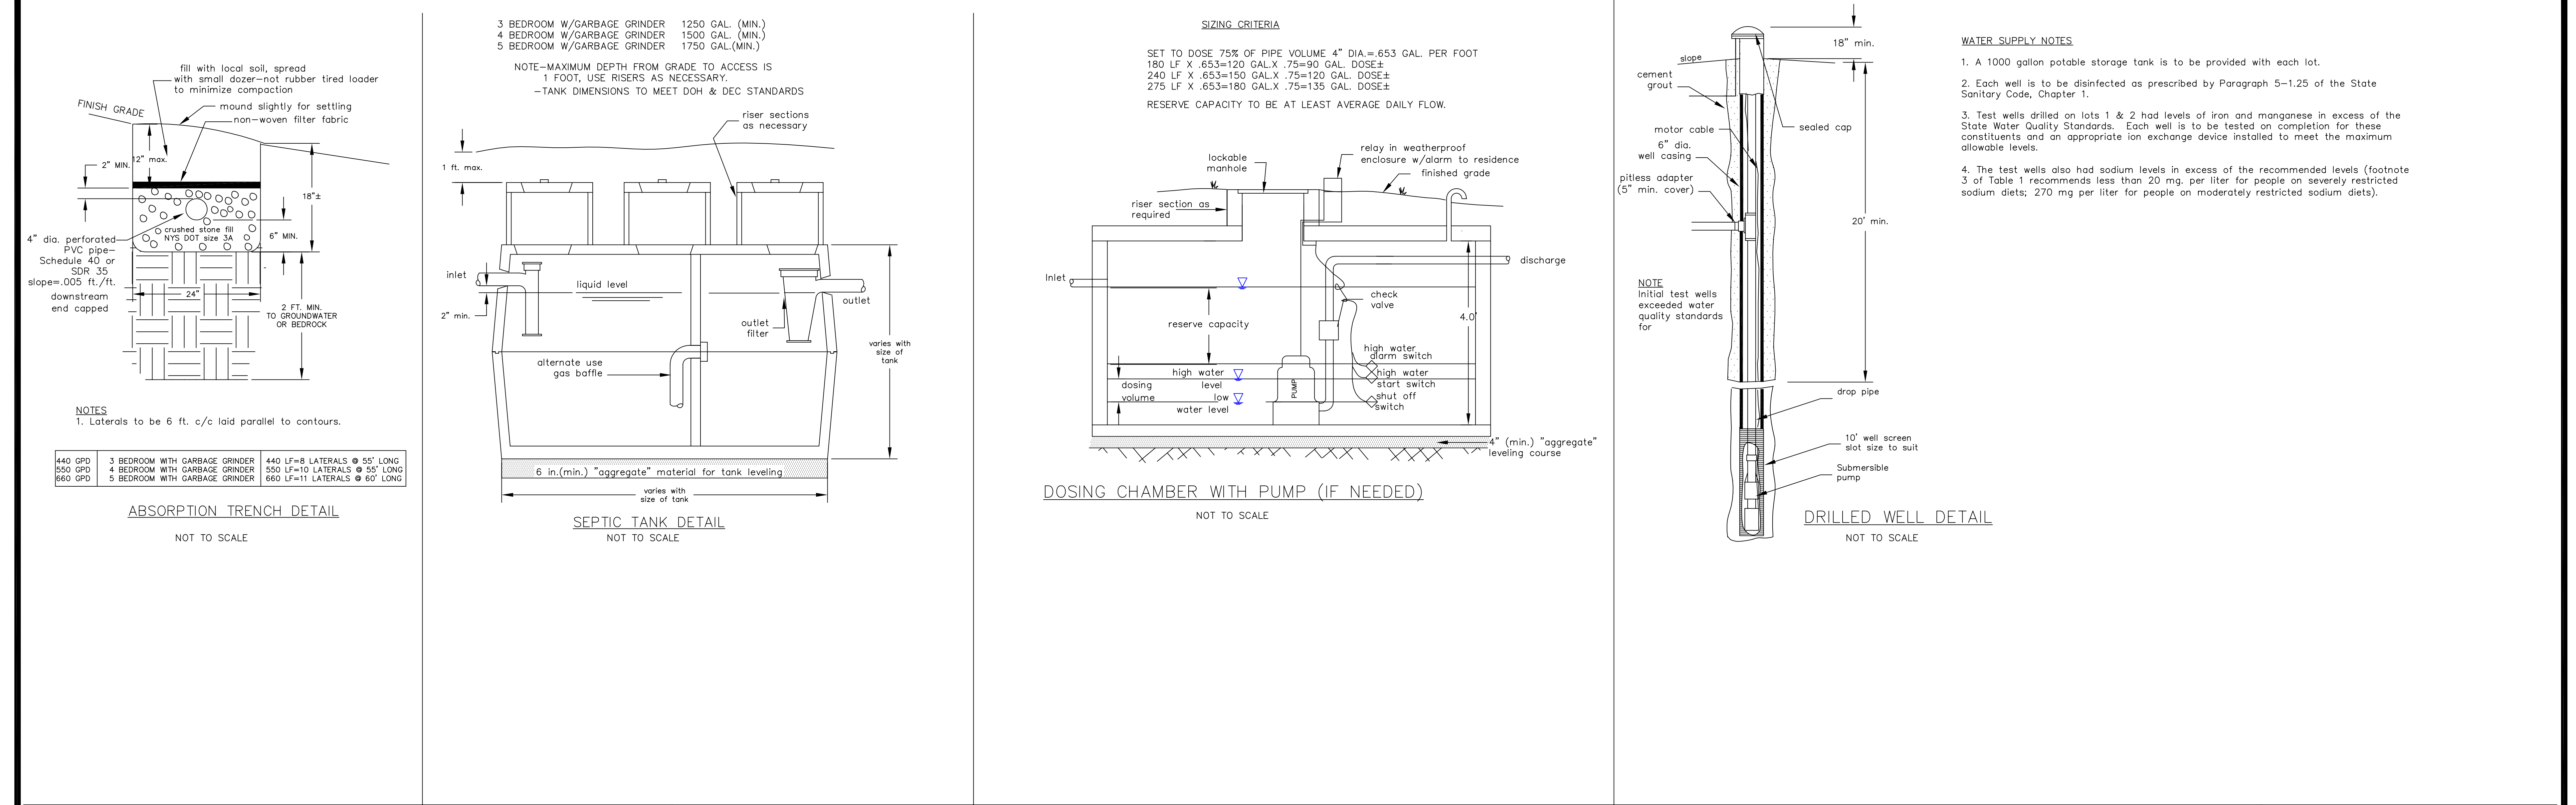 fill with local soil, spread
with small dozer-not rubber tired loader
to minimize compaction
FINISH GRADE
mound slightly for settling
non-woven filter fabric
2" MIN.
12" max.
18"±
crushed stone fill
NYS DOT size 3A
6" MIN.
4" dia. perforated
PVC pipe-
Schedule 40 or
SDR 35
slope=.005 ft./ft.
downstream
end capped
24"
2 FT. MIN.
TO GROUNDWATER
OR BEDROCK
NOTES
1. Laterals to be 6 ft. c/c laid parallel to contours.
440 GPD 3 BEDROOM WITH GARBAGE GRINDER 440 LF=8 LATERALS @ 55' LONG
550 GPD 4 BEDROOM WITH GARBAGE GRINDER 550 LF=10 LATERALS @ 55' LONG
660 GPD 5 BEDROOM WITH GARBAGE GRINDER 660 LF=11 LATERALS @ 60' LONG
ABSORPTION TRENCH DETAIL
NOT TO SCALE
3 BEDROOM W/GARBAGE GRINDER 1250 GAL. (MIN.)
4 BEDROOM W/GARBAGE GRINDER 1500 GAL. (MIN.)
5 BEDROOM W/GARBAGE GRINDER 1750 GAL.(MIN.)
NOTE-MAXIMUM DEPTH FROM GRADE TO ACCESS IS
1 FOOT, USE RISERS AS NECESSARY.
-TANK DIMENSIONS TO MEET DOH & DEC STANDARDS
riser sections
as necessary
1 ft. max.
inlet
liquid level
outlet
2" min.
outlet
filter
alternate use
gas baffle
varies with
size of
tank
6 in.(min.) "aggregate" material for tank leveling
varies with
size of tank
SEPTIC TANK DETAIL
NOT TO SCALE
SIZING CRITERIA
SET TO DOSE 75% OF PIPE VOLUME 4" DIA.=.653 GAL. PER FOOT
180 LF X .653=120 GAL.X .75=90 GAL. DOSE±
240 LF X .653=150 GAL.X .75=120 GAL. DOSE±
275 LF X .653=180 GAL.X .75=135 GAL. DOSE±
RESERVE CAPACITY TO BE AT LEAST AVERAGE DAILY FLOW.
lockable
manhole
relay in weatherproof
enclosure w/alarm to residence
finished grade
riser section as
required
Inlet
discharge
check
valve
reserve capacity
4.0'
high water
alarm switch
high water
level
high water
start switch
dosing
volume
low
water level
PUMP
shut off
switch
4" (min.) "aggregate"
leveling course
DOSING CHAMBER WITH PUMP (IF NEEDED)
NOT TO SCALE
18" min.
slope
cement
grout
sealed cap
motor cable
6" dia.
well casing
pitless adapter
(5" min. cover)
20' min.
NOTE
Initial test wells
exceeded water
quality standards
for
drop pipe
10' well screen
slot size to suit
Submersible
pump
DRILLED WELL DETAIL
NOT TO SCALE
WATER SUPPLY NOTES
1. A 1000 gallon potable storage tank is to be provided with each lot.
2. Each well is to be disinfected as prescribed by Paragraph 5-1.25 of the State
Sanitary Code, Chapter 1.
3. Test wells drilled on lots 1 & 2 had levels of iron and manganese in excess of the
State Water Quality Standards. Each well is to be tested on completion for these
constituents and an appropriate ion exchange device installed to meet the maximum
allowable levels.
4. The test wells also had sodium levels in excess of the recommended levels (footnote
3 of Table 1 recommends less than 20 mg. per liter for people on severely restricted
sodium diets; 270 mg per liter for people on moderately restricted sodium diets).